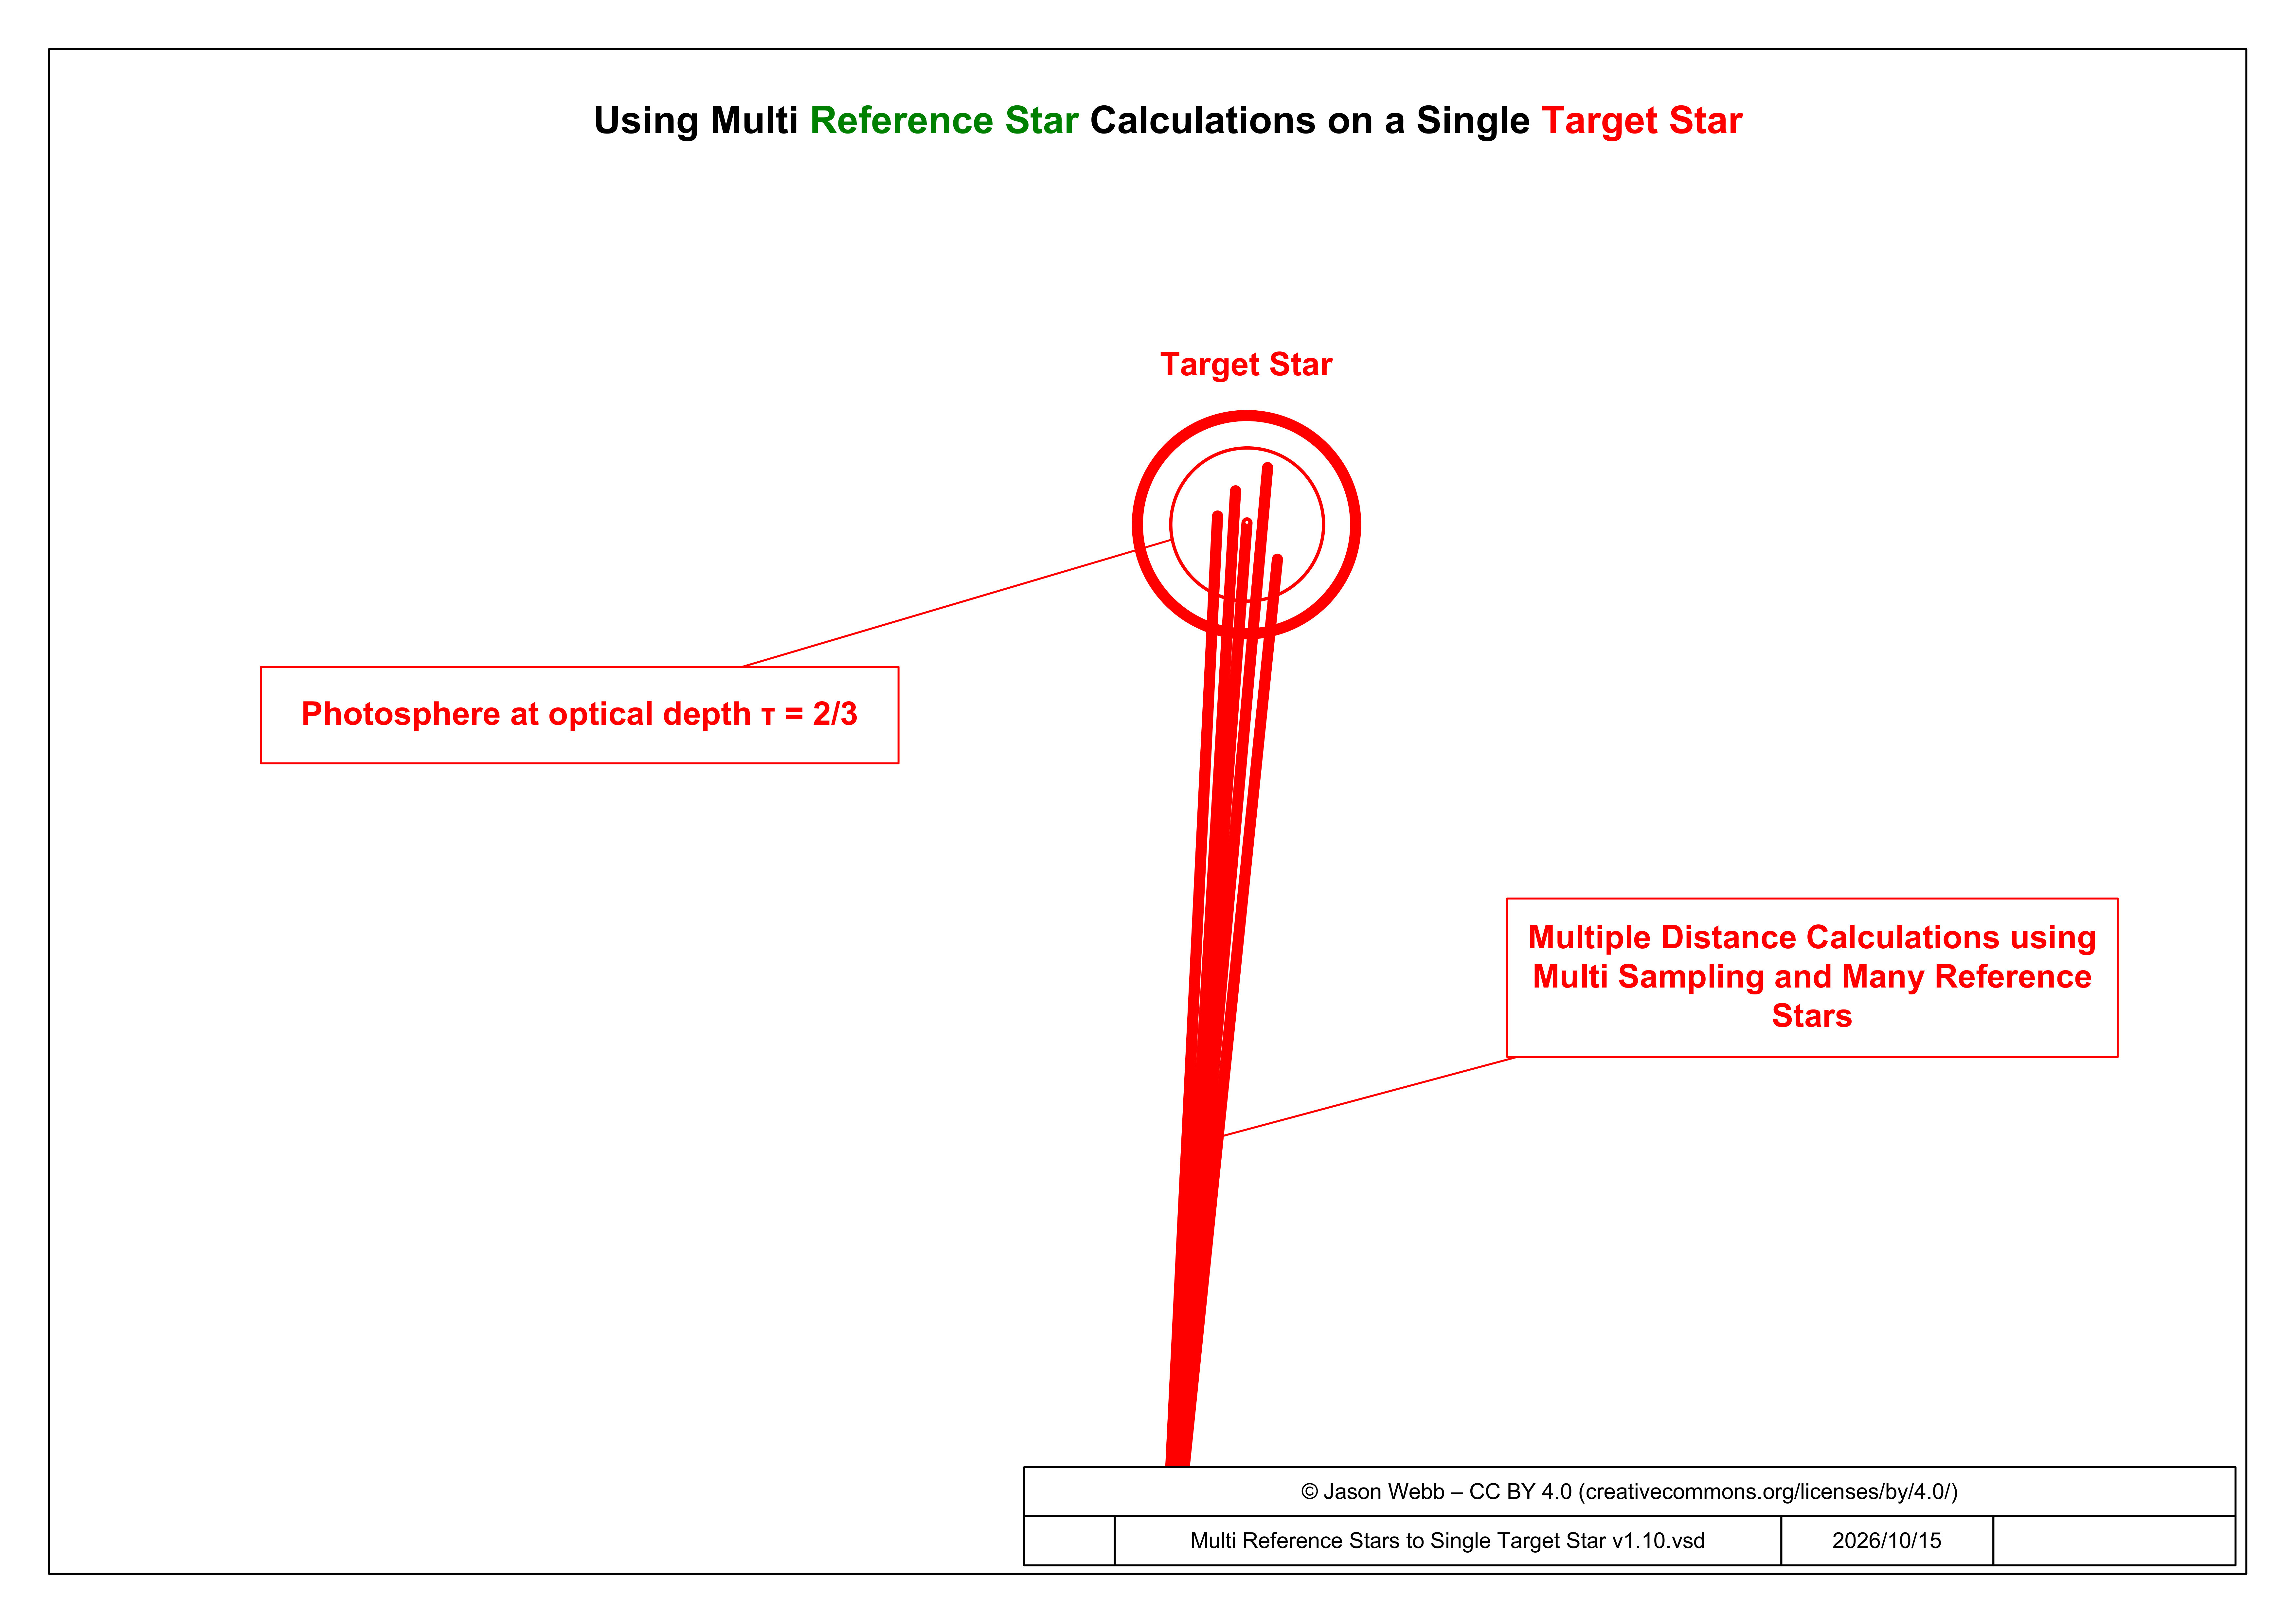 Using Multi Reference Star Calculations on a Single Target Star
Target Star
Photosphere at optical depth τ = 2/3
Multiple Distance Calculations using
Multi Sampling and Many Reference
Stars
© Jason Webb – CC BY 4.0 (creativecommons.org/licenses/by/4.0/)
Multi Reference Stars to Single Target Star v1.10.vsd
2026/10/15